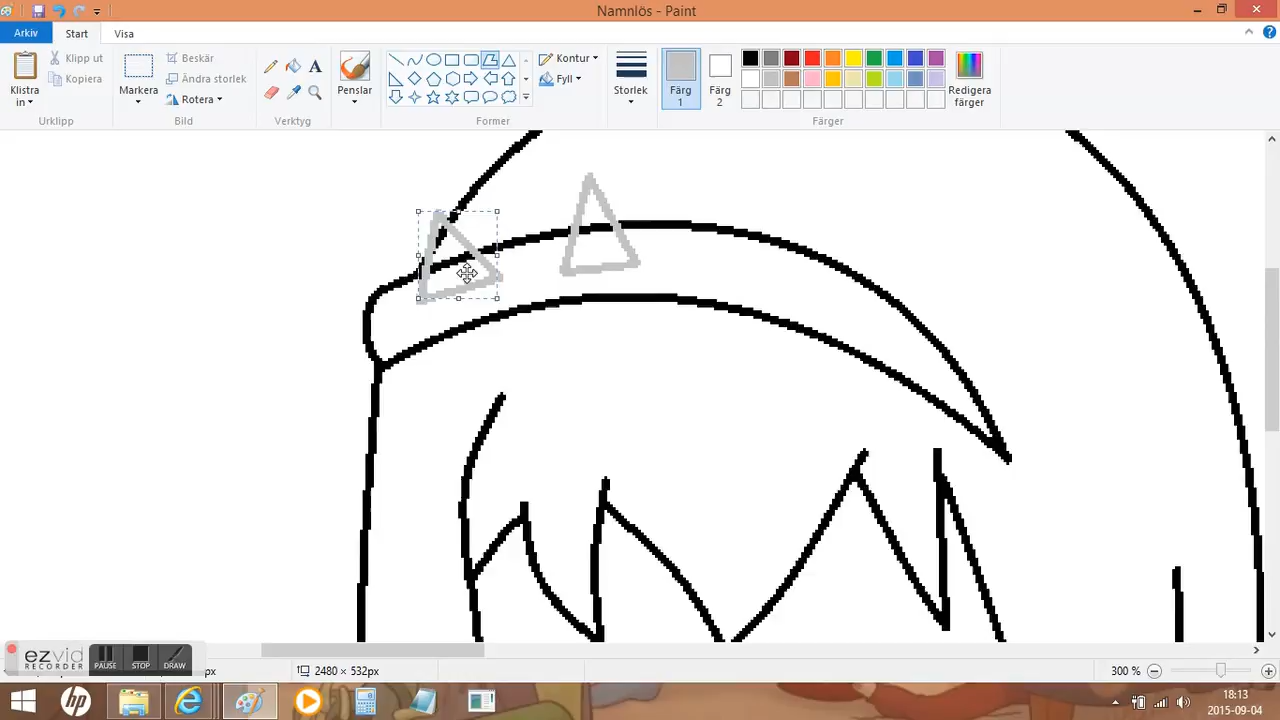 Namnlös - Paint
Arkiv
Start
Visa
Klistra
in
Klipp u
Kopiera
Urklipp
Markera
Beskär
Ändra storlek
Rotera
Bild
A
Verktyg
Penslar
Kontur
Fyll
Former
Storlek
Färg
1
Färg
2
Redigera
färger
Färger
ezvid
RECORDER
PAUSE
STOP
DRAW
px
2480 × 532px
300 %
hp
18:13
2015-09-04